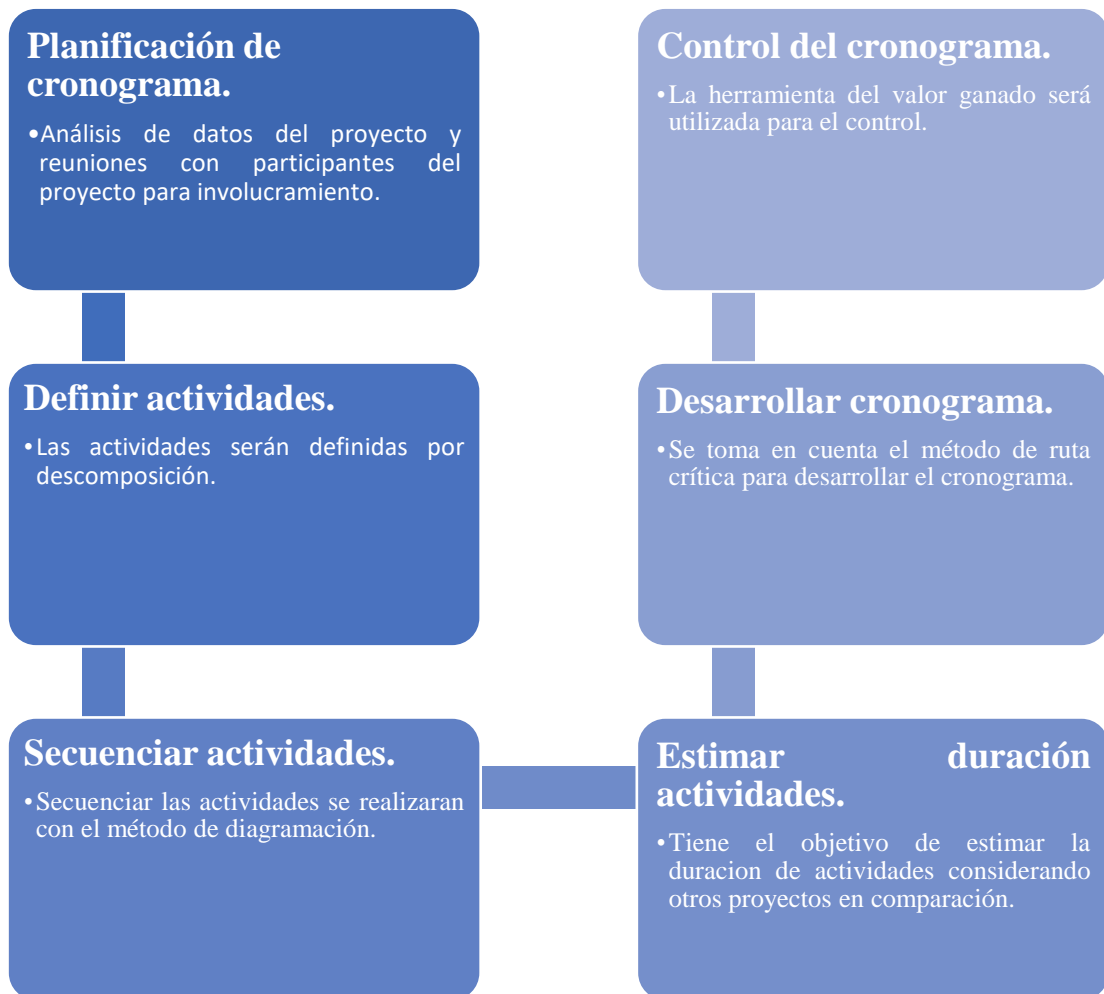 Planificación de
cronograma.
•Análisis de datos del proyecto y
reuniones con participantes del
proyecto para involucramiento.
Definir actividades.
•Las actividades serán definidas por
descomposición.
Secuenciar actividades.
•Secuenciar las actividades se realizaran
con el método de diagramación.
Estimar duración
actividades.
•Tiene el objetivo de estimar la
duracion de actividades considerando
otros proyectos en comparación.
Desarrollar cronograma.
•Se toma en cuenta el método de ruta
crítica para desarrollar el cronograma.
Control del cronograma.
•La herramienta del valor ganado será
utilizada para el control.